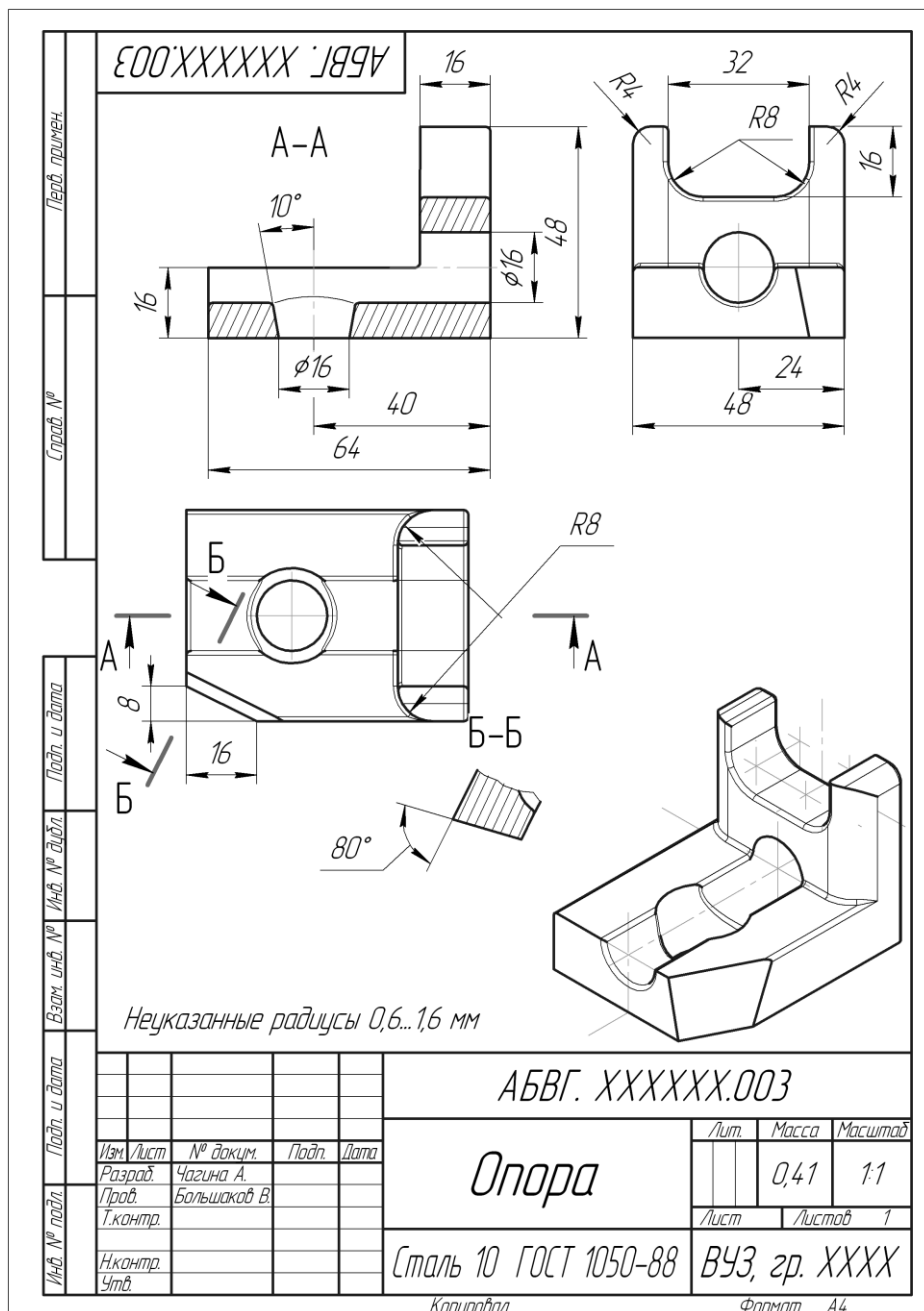 АБВГ. XXXXXX.003
Перв. примен.
Справ. №
Подп. и дата
Инв. № дубл.
Взам. инв. №
Подп. и дата
Инв. № подл.
А-А
16
10°
48
16
⌀16
⌀16
40
64
R4
32
R4
R8
16
24
48
R8
Б
А
А
8
16
Б
Б-Б
80°
Неуказанные радиусы 0,6...1,6 мм
АБВГ. XXXXXX.003
Изм. Лист № докум. Подп. Дата
Разраб. Чагина А.
Пров. Большаков В.
Т.контр.
Н.контр.
Утв.
Опора
Лит. Масса Масштаб
0,41 1:1
Лист Листов 1
Сталь 10 ГОСТ 1050-88
ВУЗ, гр. XXXX
Копировал Формат А4